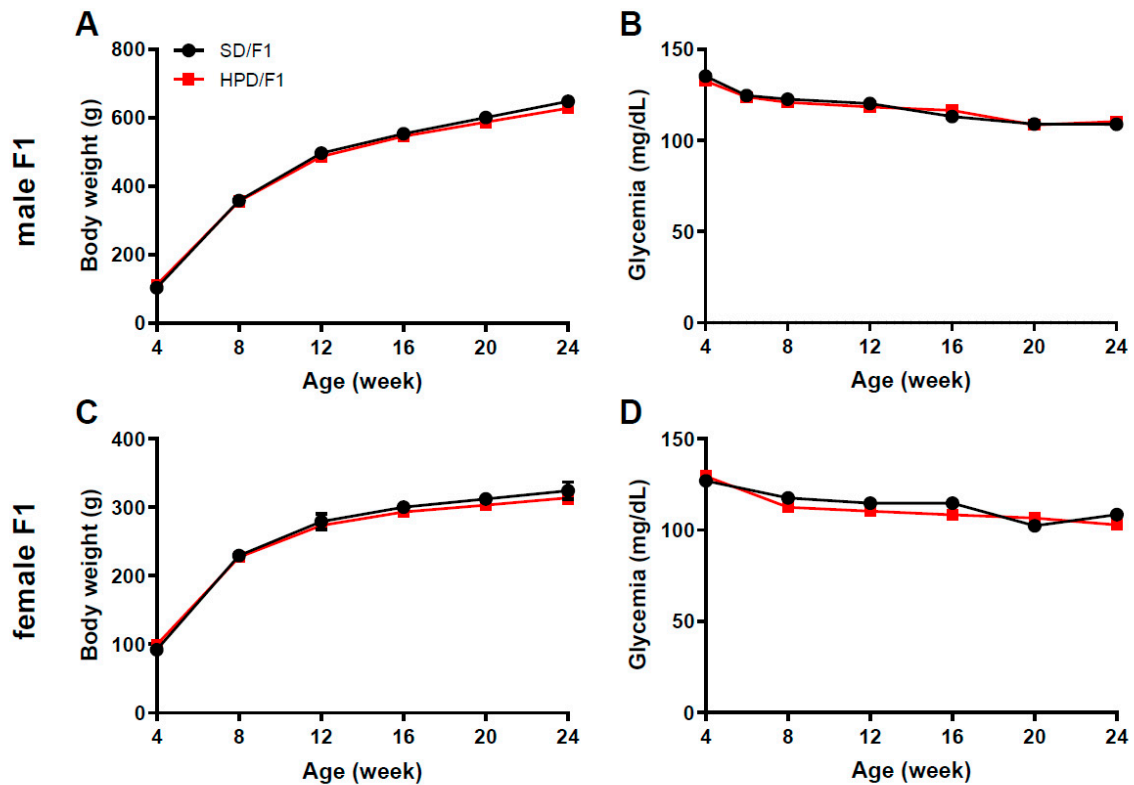 A
SD/F1
HPD/F1
800
600
400
200
0
4 8 12 16 20 24
Body weight (g)
Age (week)
male F1
B
150
100
50
0
4 8 12 16 20 24
Glycemia (mg/dL)
Age (week)
C
400
300
200
100
0
4 8 12 16 20 24
Body weight (g)
Age (week)
female F1
D
150
100
50
0
4 8 12 16 20 24
Glycemia (mg/dL)
Age (week)